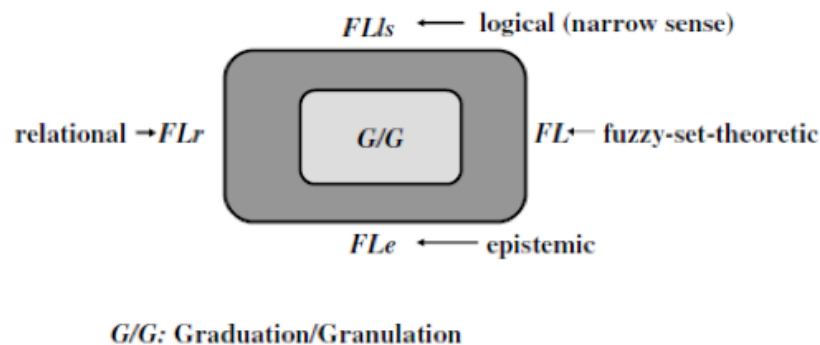 FLls ← logical (narrow sense)
relational → FLr
G/G
FL ← fuzzy-set-theoretic
FLe ← epistemic
G/G: Graduation/Granulation